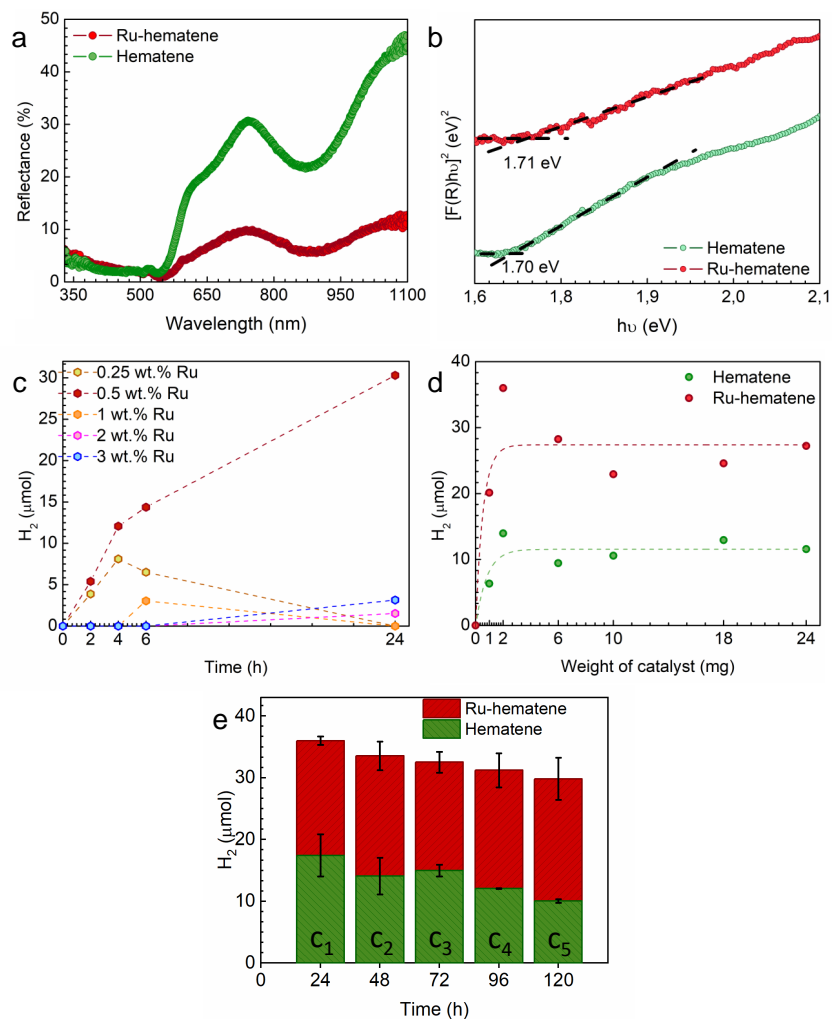 a
Ru-hematene
Hematene
Reflectance (%)
50
40
30
20
10
0
350 500 650 800 950 1100
Wavelength (nm)
b
[F(R)hυ]² (eV)²
1.71 eV
1.70 eV
Hematene
Ru-hematene
1,6 1,8 1,9 2,0 2,1
hυ (eV)
c
0.25 wt.% Ru
0.5 wt.% Ru
1 wt.% Ru
2 wt.% Ru
3 wt.% Ru
H₂ (μmol)
30
25
20
15
10
5
0
0 2 4 6 24
Time (h)
d
Hematene
Ru-hematene
H₂ (μmol)
40
30
20
10
0
0 1 2 6 10 18 24
Weight of catalyst (mg)
e
Ru-hematene
Hematene
H₂ (μmol)
40
30
20
10
0
C₁ C₂ C₃ C₄ C₅
0 24 48 72 96 120
Time (h)